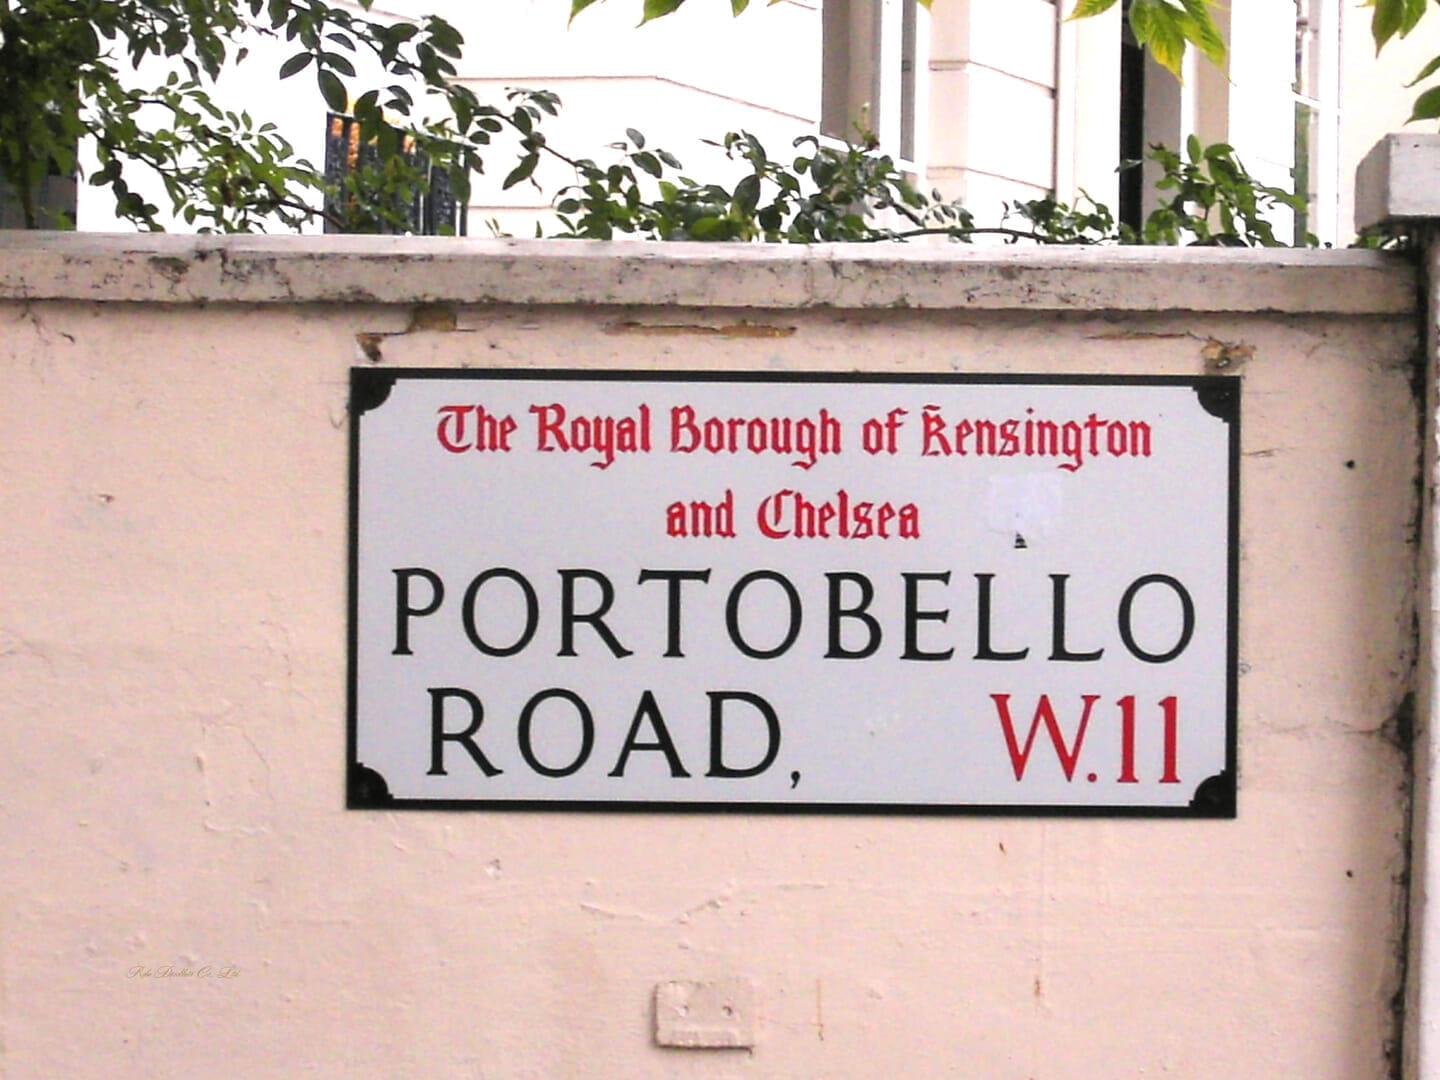 The Royal Borough of Kensington
and Chelsea
PORTOBELLO
ROAD, W.11